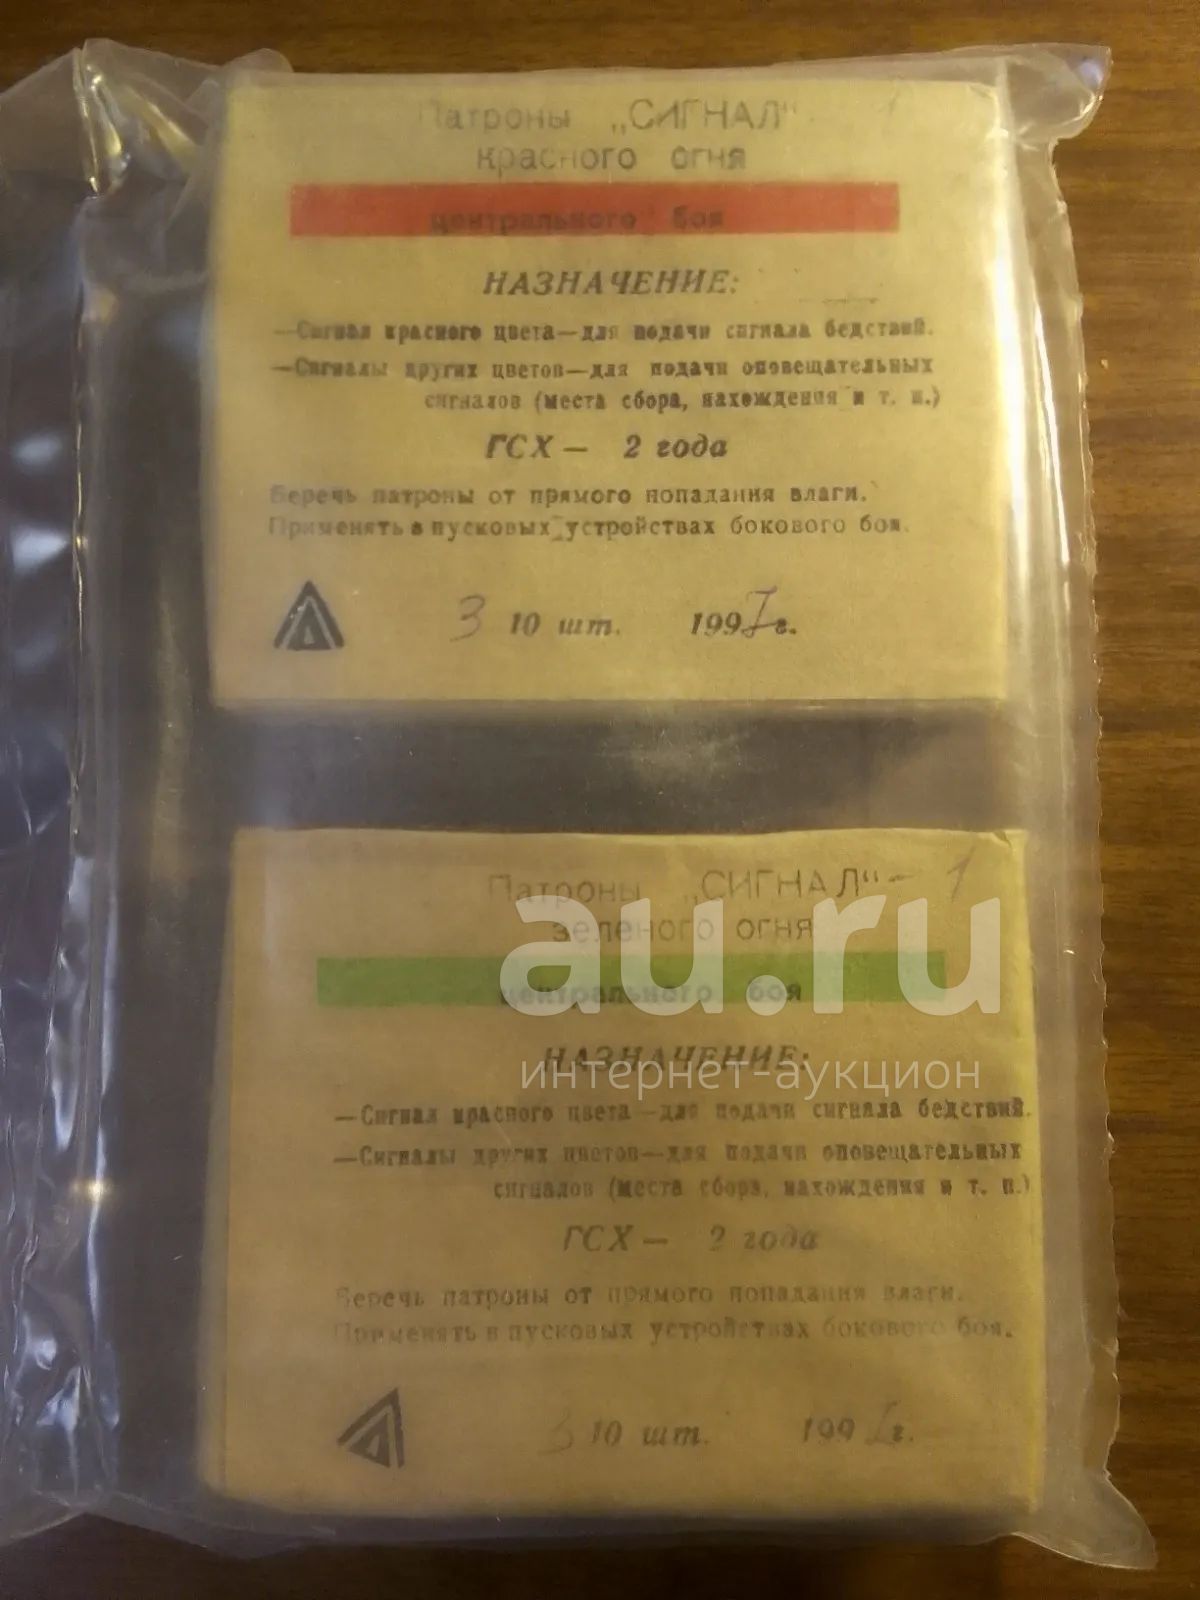 Патроны „СИГНАЛ“ 1
красного огня
центрального боя
НАЗНАЧЕНИЕ:
—Сигнал красного цвета—для подачи сигнала бедствий.
—Сигналы других цветов—для подачи оповещательных
сигналов (места сбора, нахождения и т. п.)
ГСХ — 2 года
Беречь патроны от прямого попадания влаги.
Применять в пусковых устройствах бокового боя.
3 10 шт. 1997г.
Патроны „СИГНАЛ“ - 1
зеленого огня
центрального боя
НАЗНАЧЕНИЕ:
—Сигнал красного цвета—для подачи сигнала бедствий.
—Сигналы других цветов—для подачи оповещательных
сигналов (места сбора, нахождения и т. п.)
ГСХ — 2 года
Беречь патроны от прямого попадания влаги.
Применять в пусковых устройствах бокового боя.
3 10 шт.
au.ru
интернет-аукцион